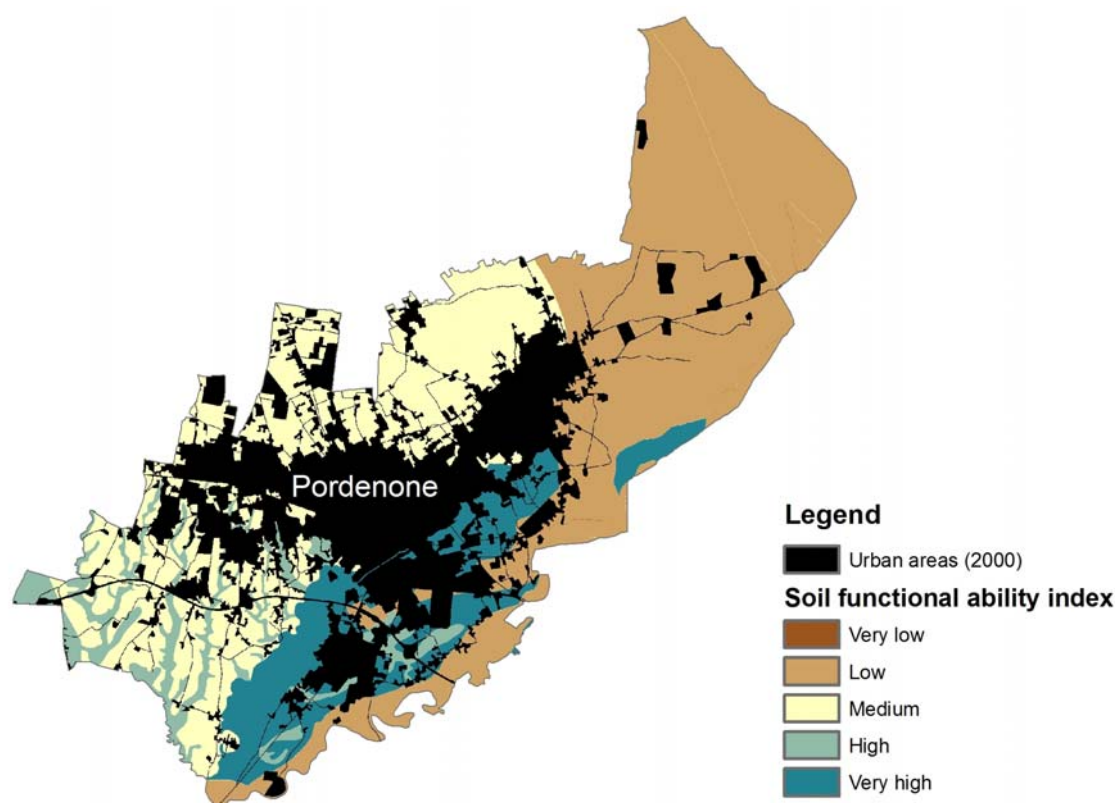 Pordenone
Legend
Urban areas (2000)
Soil functional ability index
Very low
Low
Medium
High
Very high